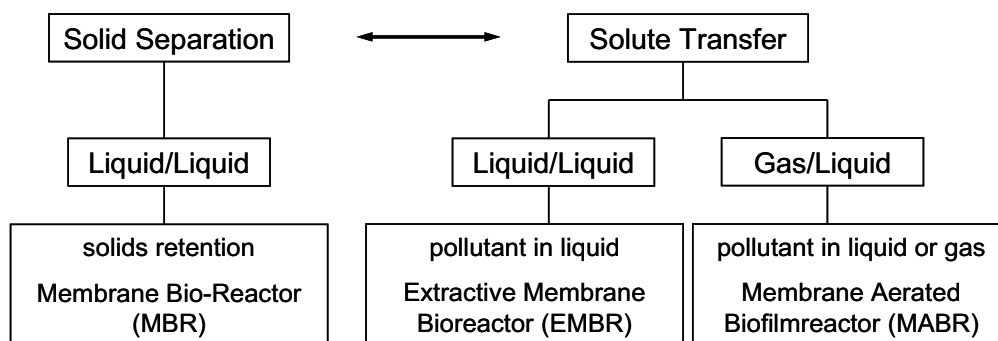 Solid Separation
Solute Transfer
Liquid/Liquid
Liquid/Liquid
Gas/Liquid
solids retention
Membrane Bio-Reactor
(MBR)
pollutant in liquid
Extractive Membrane
Bioreactor (EMBR)
pollutant in liquid or gas
Membrane Aerated
Biofilmreactor (MABR)